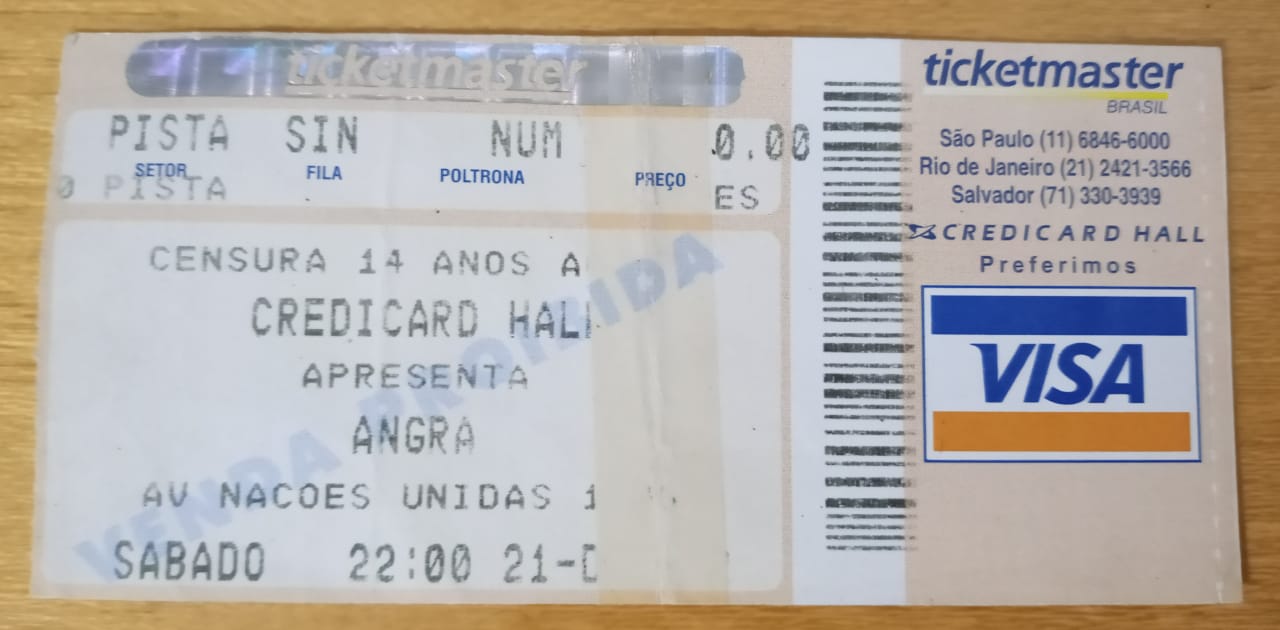 ticketmaster
PISTA SIN NUM 0.00
SETOR FILA POLTRONA PREÇO
0 PISTA ES
CENSURA 14 ANOS A
CREDICARD HALL
APRESENTA
ANGRA
AV NACOES UNIDAS 1
SABADO 22:00 21-D
VENDA PROIBIDA
ticketmaster
BRASIL
São Paulo (11) 6846-6000
Rio de Janeiro (21) 2421-3566
Salvador (71) 330-3939
CREDICARD HALL
Preferimos
VISA